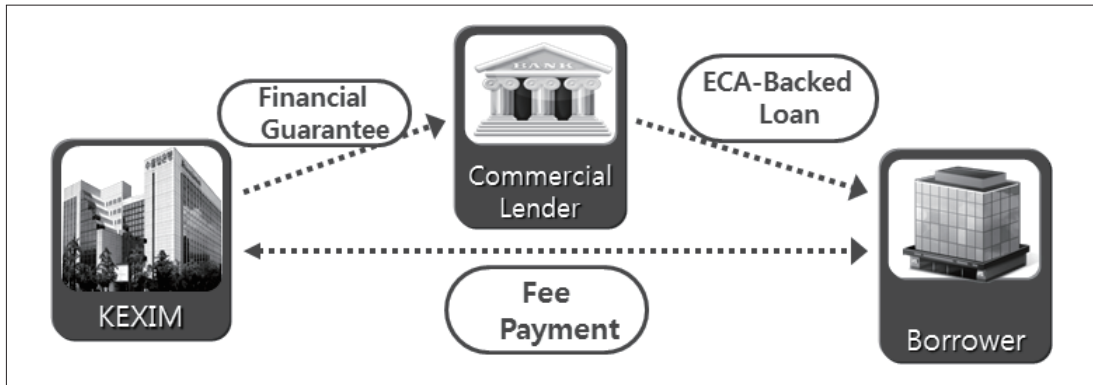 BANK
Financial
Guarantee
ECA-Backed
Loan
Commercial
Lender
KEXIM
Fee
Payment
Borrower